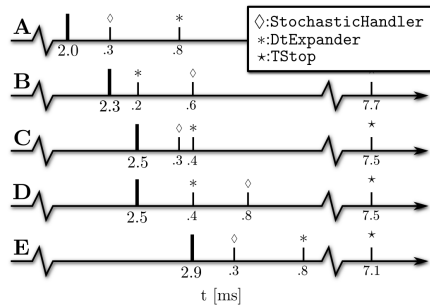 ◊:StochasticHandler
∗:DtExpander
⋆:TStop
A ◊ ∗
2.0 .3 .8
B ∗ ◊
2.3 .2 .6 7.7
C ◊ ∗ ⋆
2.5 .3 .4 7.5
D ∗ ◊ ⋆
2.5 .4 .8 7.5
E ◊ ∗ ⋆
2.9 .3 .8 7.1
t [ms]